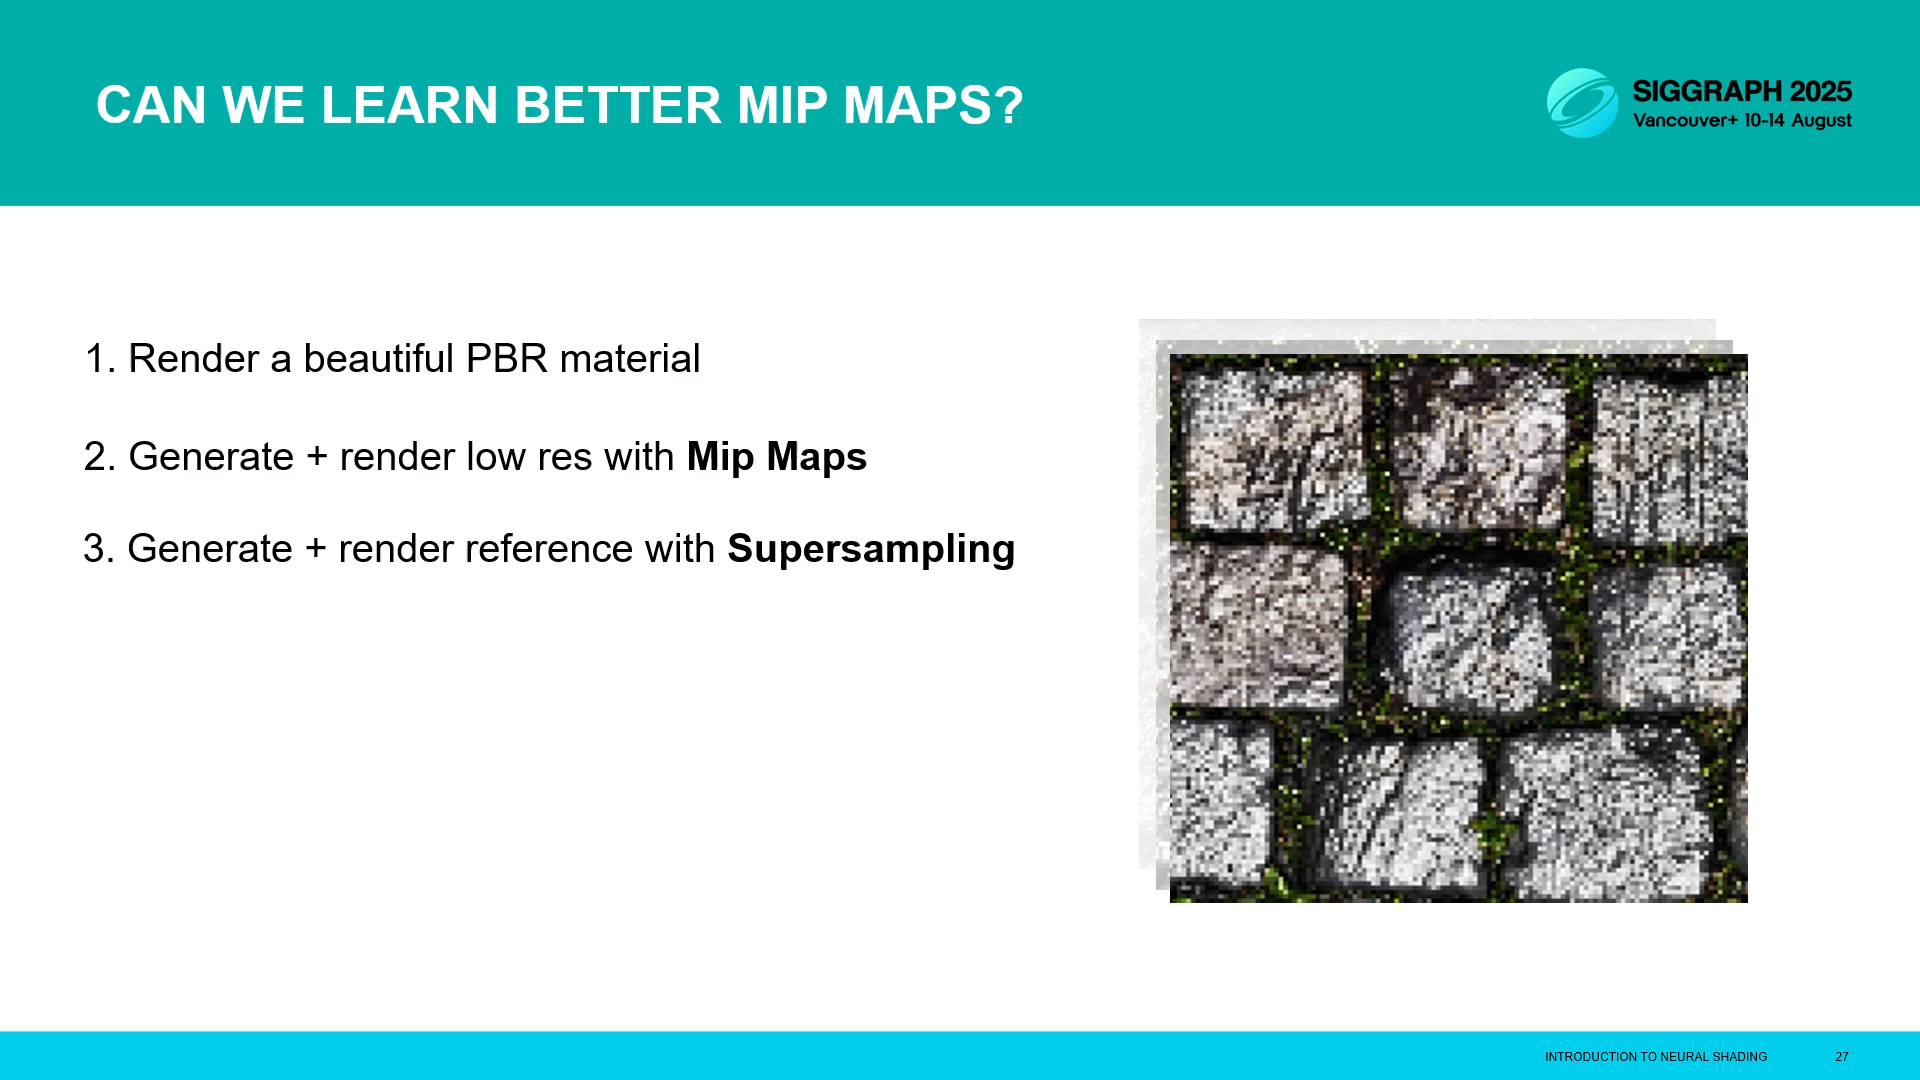 CAN WE LEARN BETTER MIP MAPS?
SIGGRAPH 2025
Vancouver+ 10-14 August
1. Render a beautiful PBR material
2. Generate + render low res with Mip Maps
3. Generate + render reference with Supersampling
INTRODUCTION TO NEURAL SHADING
27